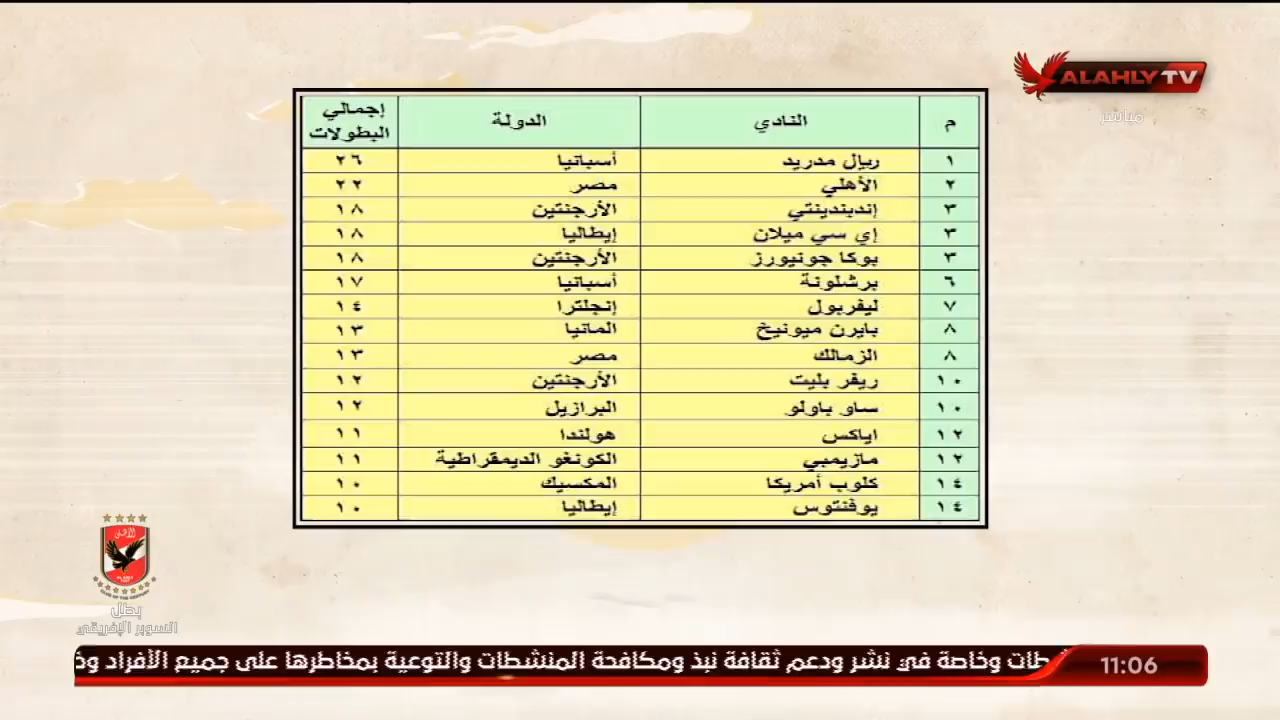 ALAHLY TV
مباشر
م النادي الدولة إجمالي البطولات
١ ريال مدريد أسبانيا ٢٦
٢ الأهلي مصر ٢٢
٣ إندبندينتي الأرجنتين ١٨
٣ إي سي ميلان إيطاليا ١٨
٣ بوكا جونيورز الأرجنتين ١٨
٦ برشلونة أسبانيا ١٧
٧ ليفربول إنجلترا ١٤
٨ بايرن ميونيخ المانيا ١٣
٨ الزمالك مصر ١٣
١٠ ريفر بليت الأرجنتين ١٢
١٠ ساو باولو البرازيل ١٢
١٢ اياكس هولندا ١١
١٢ مازيمبي الكونغو الديمقراطية ١١
١٤ كلوب أمريكا المكسيك ١٠
١٤ يوفنتوس إيطاليا ١٠
بطل
السوبر الإفريقي
11:06
طات وخاصة في نشر ودعم ثقافة نبذ ومكافحة المنشطات والتوعية بمخاطرها على جميع الأفراد وخ